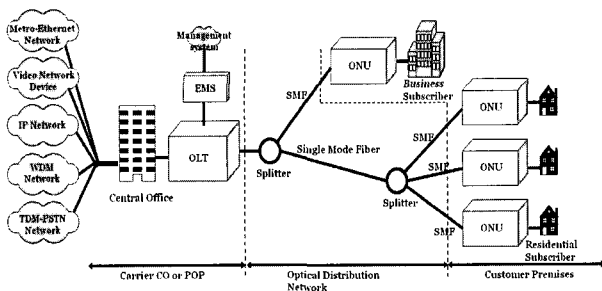 Metro-Ethernet
Network
Video Network
Device
IP Network
WDM
Network
TDM-PSTN
Network
Central Office
Management
system
EMS
OLT
Splitter
SMF
ONU
Business
Subscriber
Single Mode Fiber
Splitter
SMF
ONU
SMF
ONU
SMF
ONU
Residential
Subscriber
Carrier CO or POP
Optical Distribution
Network
Customer Premises